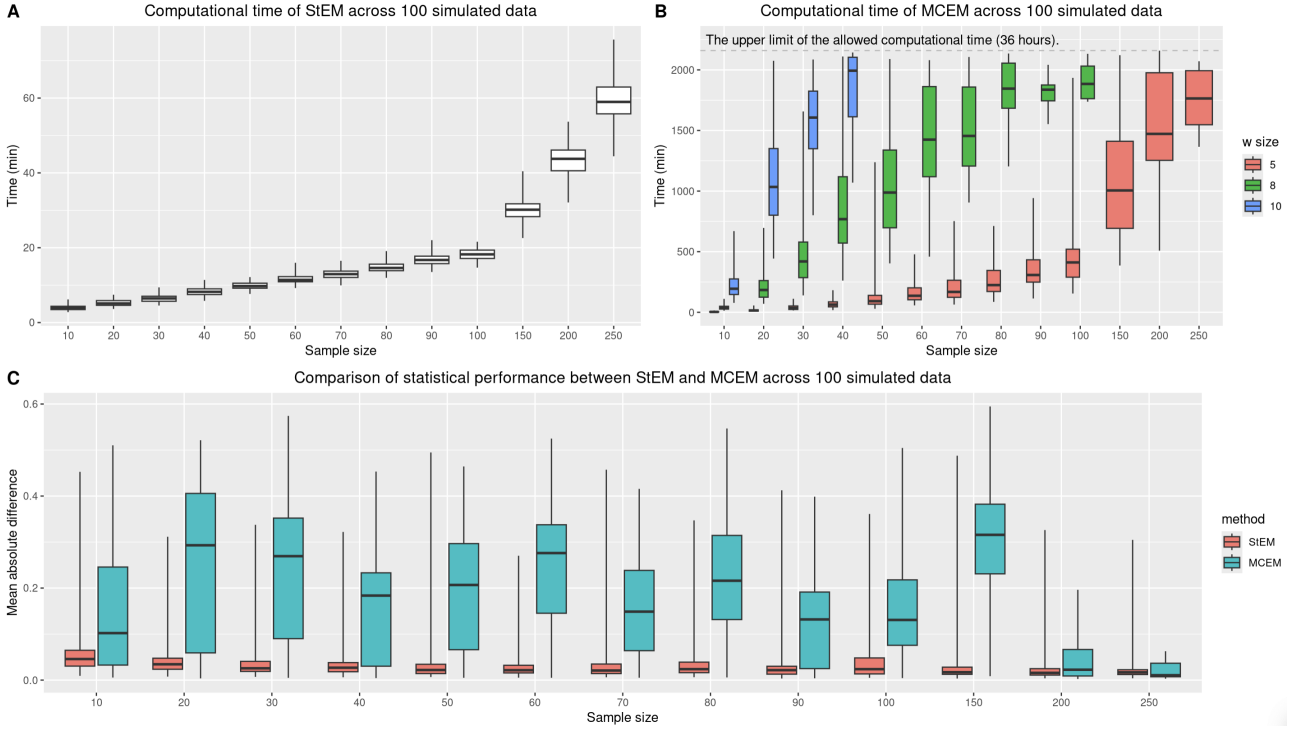 A
Computational time of StEM across 100 simulated data
Time (min)
60
40
20
0
10 20 30 40 50 60 70 80 90 100 150 200 250
Sample size
B
Computational time of MCEM across 100 simulated data
The upper limit of the allowed computational time (36 hours).
Time (min)
2000
1500
1000
500
0
10 20 30 40 50 60 70 80 90 100 150 200 250
Sample size
w size
5
8
10
C
Comparison of statistical performance between StEM and MCEM across 100 simulated data
Mean absolute difference
0.6
0.4
0.2
0.0
10 20 30 40 50 60 70 80 90 100 150 200 250
Sample size
method
StEM
MCEM